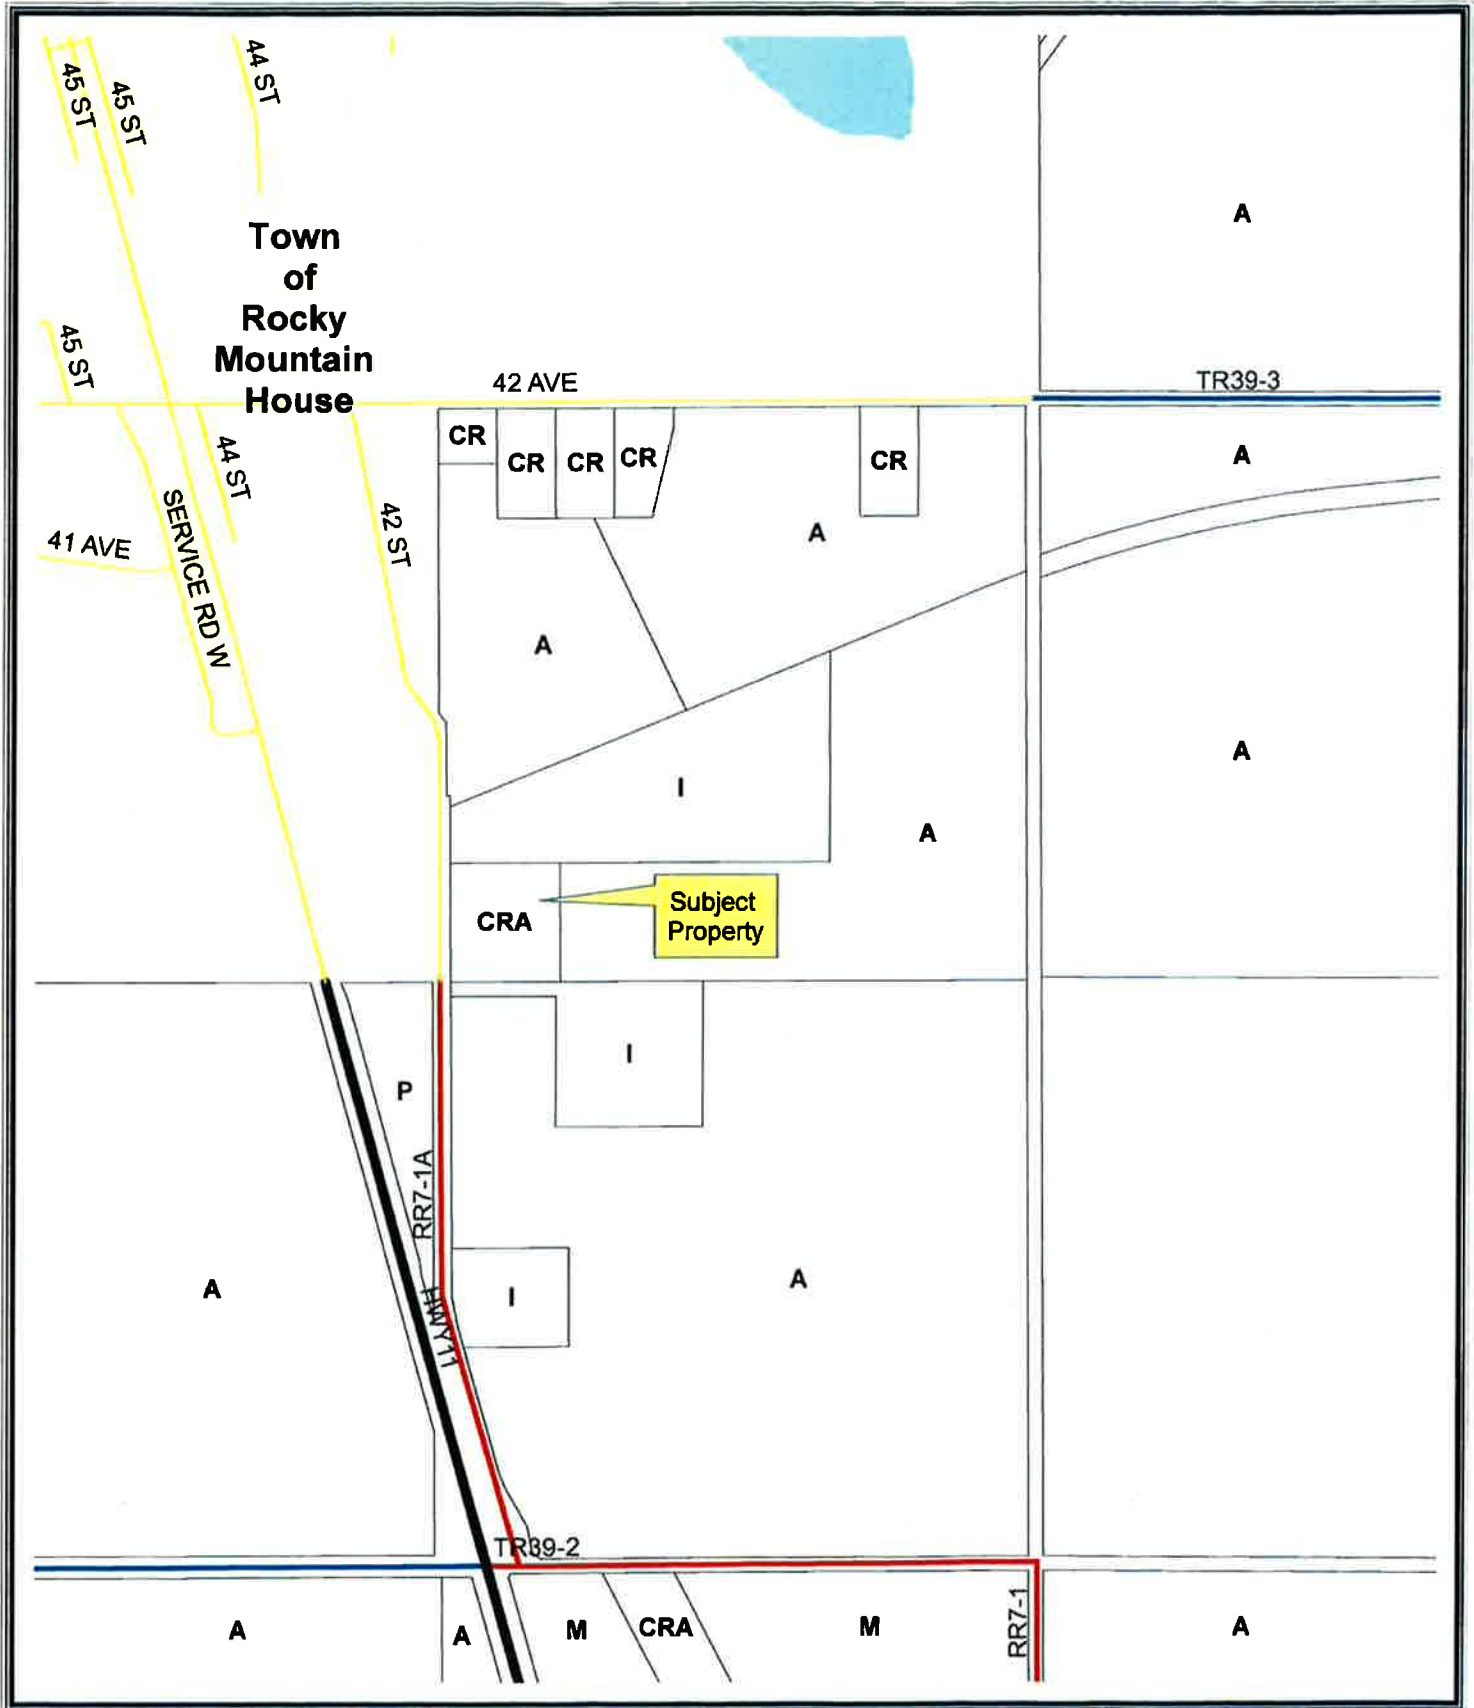 45 ST
45 ST
44 ST
Town
of
Rocky
Mountain
House
A
45 ST
42 AVE
TR39-3
CR
CR
CR
CR
CR
A
44 ST
SERVICE RD W
42 ST
41 AVE
A
A
I
A
A
CRA
Subject
Property
I
P
RR7-1A
A
HWY11
I
A
TR39-2
A
A
M
CRA
M
RR7-1
A